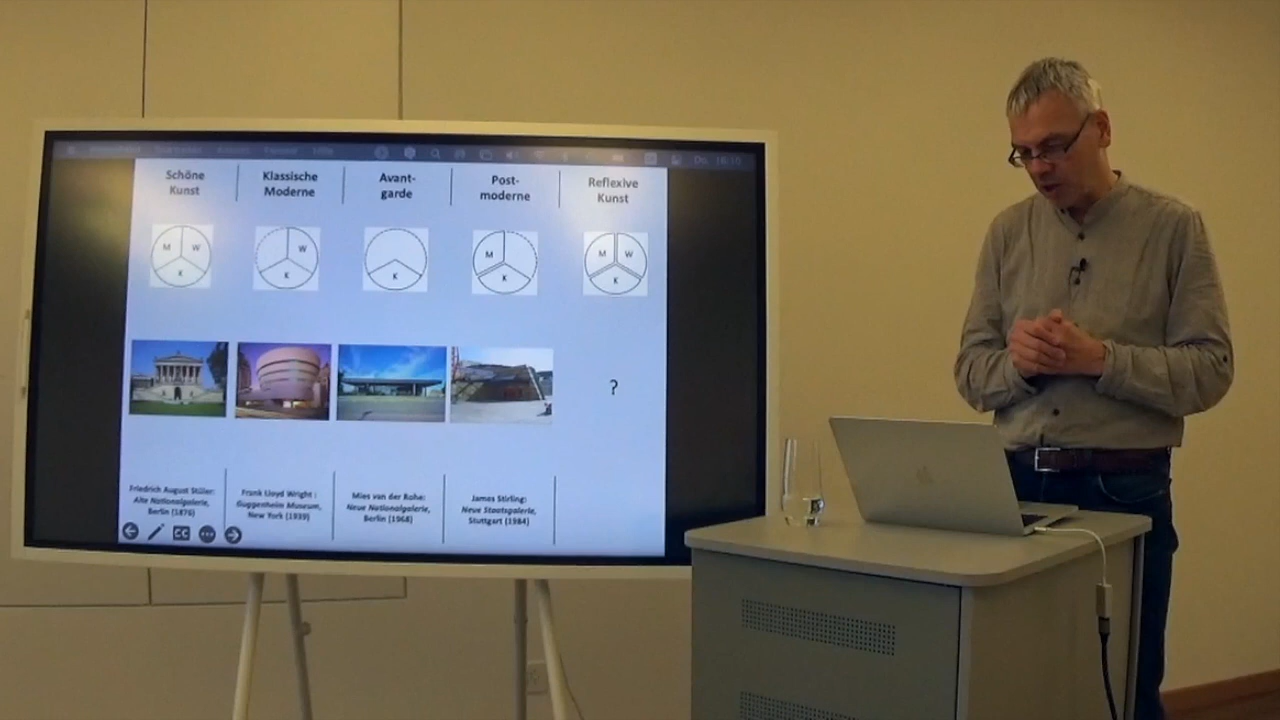 Schöne
Kunst
Klassische
Moderne
Avant-
garde
Post-
moderne
Reflexive
Kunst
M W
K
W
K
K
M
K
M W
K
?
Friedrich August Stüler:
Alte Nationalgalerie,
Berlin (1876)
Frank Lloyd Wright :
Guggenheim Museum,
New York (1939)
Mies van der Rohe:
Neue Nationalgalerie,
Berlin (1968)
James Stirling:
Neue Staatsgalerie,
Stuttgart (1984)
CC